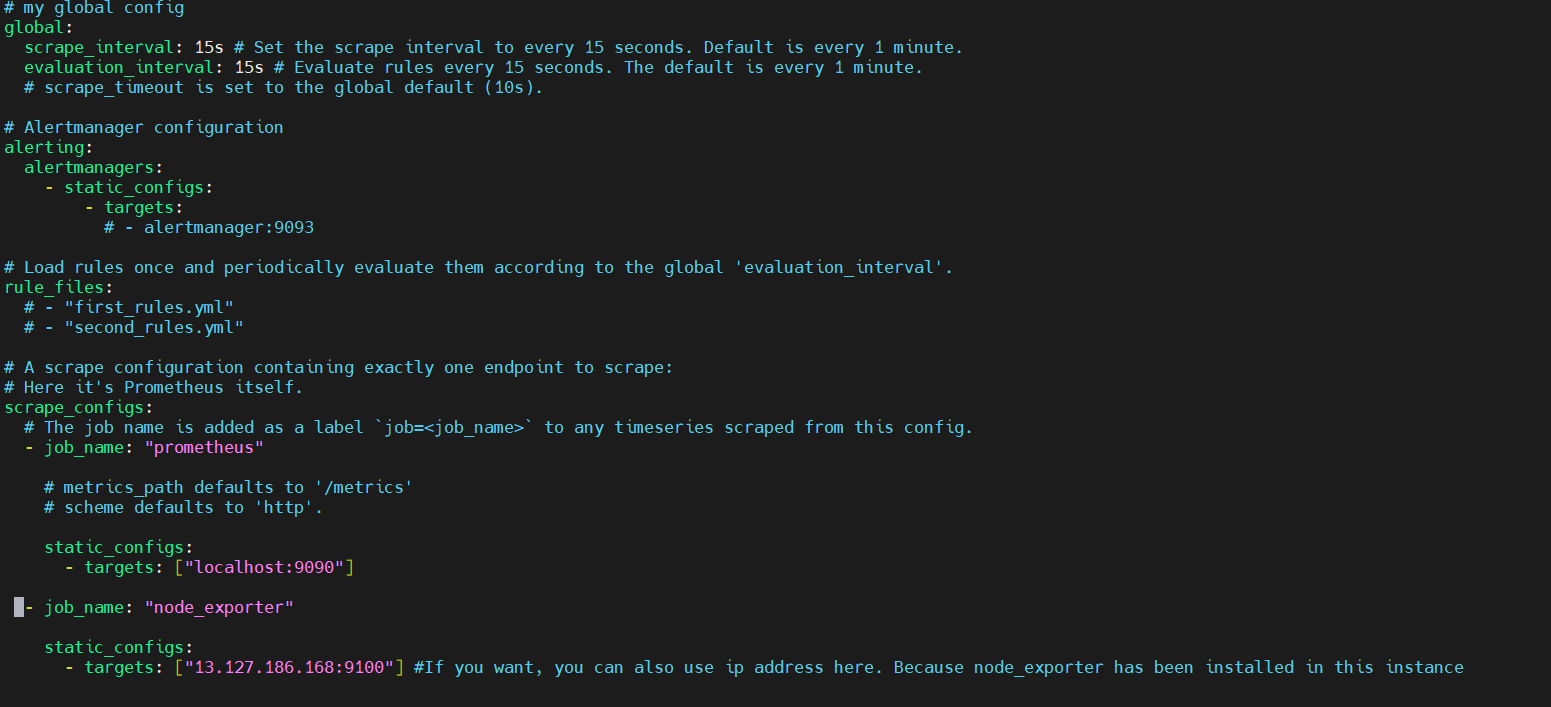 # my global config
global:
  scrape_interval: 15s # Set the scrape interval to every 15 seconds. Default is every 1 minute.
  evaluation_interval: 15s # Evaluate rules every 15 seconds. The default is every 1 minute.
  # scrape_timeout is set to the global default (10s).

# Alertmanager configuration
alerting:
  alertmanagers:
    - static_configs:
        - targets:
          # - alertmanager:9093

# Load rules once and periodically evaluate them according to the global 'evaluation_interval'.
rule_files:
  # - "first_rules.yml"
  # - "second_rules.yml"

# A scrape configuration containing exactly one endpoint to scrape:
# Here it's Prometheus itself.
scrape_configs:
  # The job name is added as a label `job=<job_name>` to any timeseries scraped from this config.
  - job_name: "prometheus"

    # metrics_path defaults to '/metrics'
    # scheme defaults to 'http'.

    static_configs:
      - targets: ["localhost:9090"]

  - job_name: "node_exporter"

    static_configs:
      - targets: ["13.127.186.168:9100"] #If you want, you can also use ip address here. Because node_exporter has been installed in this instance